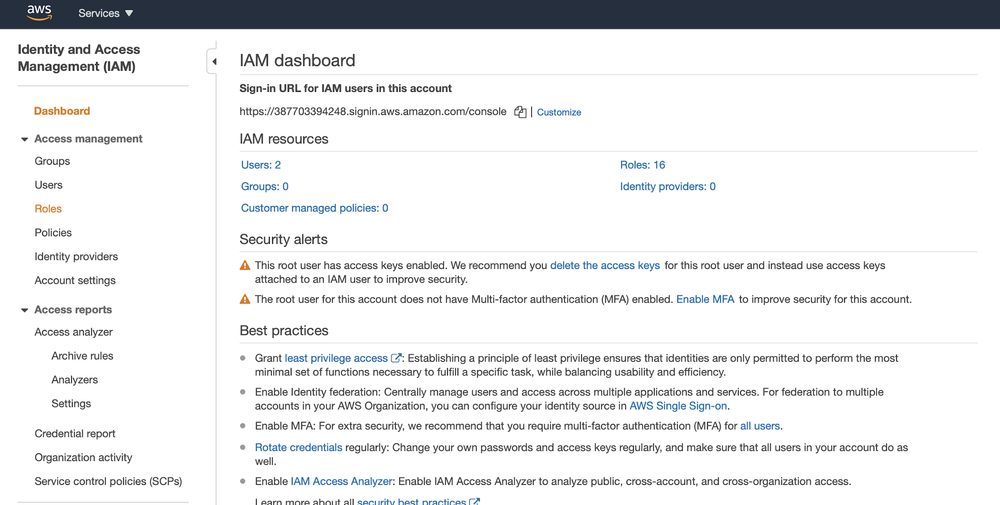 aws
Services
Identity and Access
Management (IAM)
Dashboard
Access management
Groups
Users
Roles
Policies
Identity providers
Account settings
Access reports
Access analyzer
Archive rules
Analyzers
Settings
Credential report
Organization activity
Service control policies (SCPs)
IAM dashboard
Sign-in URL for IAM users in this account
https://387703394248.signin.aws.amazon.com/console | Customize
IAM resources
Users: 2
Roles: 16
Groups: 0
Identity providers: 0
Customer managed policies: 0
Security alerts
This root user has access keys enabled. We recommend you delete the access keys for this root user and instead use access keys
attached to an IAM user to improve security.
The root user for this account does not have Multi-factor authentication (MFA) enabled. Enable MFA to improve security for this account.
Best practices
Grant least privilege access : Establishing a principle of least privilege ensures that identities are only permitted to perform the most
minimal set of functions necessary to fulfill a specific task, while balancing usability and efficiency.
Enable Identity federation: Centrally manage users and access across multiple applications and services. For federation to multiple
accounts in your AWS Organization, you can configure your identity source in AWS Single Sign-on.
Enable MFA: For extra security, we recommend that you require multi-factor authentication (MFA) for all users.
Rotate credentials regularly: Change your own passwords and access keys regularly, and make sure that all users in your account do as
well.
Enable IAM Access Analyzer: Enable IAM Access Analyzer to analyze public, cross-account, and cross-organization access.
Learn more about all security best practices